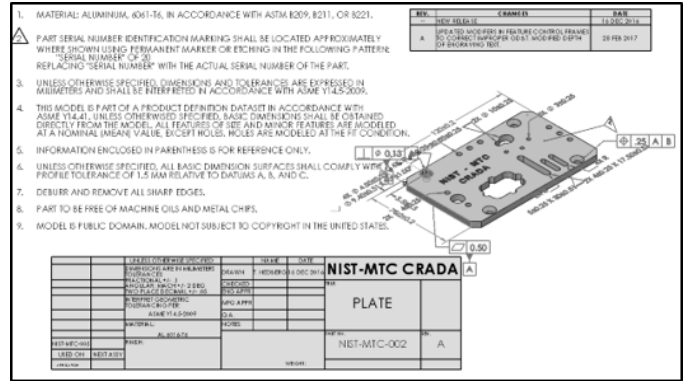 1. MATERIAL: ALUMINUM, 6061-T6, IN ACCORDANCE WITH ASTM B209, B211, OR B221.
2 PART SERIAL NUMBER IDENTIFICATION MARKING SHALL BE LOCATED APPROXIMATELY
WHERE SHOWN USING PERMANENT MARKER OR ETCHING IN THE FOLLOWING PATTERN:
"SERIAL NUMBER" OF 20
REPLACING "SERIAL NUMBER" WITH THE ACTUAL SERIAL NUMBER OF THE PART.
3. UNLESS OTHERWISE SPECIFIED, DIMENSIONS AND TOLERANCES ARE EXPRESSED IN
MILLIMETERS AND SHALL BE INTERPRETED IN ACCORDANCE WITH ASME Y14.5-2009.
4. THIS MODEL IS PART OF A PRODUCT DEFINITION DATASET IN ACCORDANCE WITH
ASME Y14.41. UNLESS OTHERWISED SPECIFIED, BASIC DIMENSIONS SHALL BE OBTAINED
DIRECTLY FROM THE MODEL. ALL FEATURES OF SIZE AND MINOR FEATURES ARE MODELED
AT A NOMINAL (MEAN) VALUE, EXCEPT HOLES. HOLES ARE MODELED AT THE FIT CONDITION.
5. INFORMATION ENCLOSED IN PARENTHESIS IS FOR REFERENCE ONLY.
6. UNLESS OTHERWISE SPECIFIED, ALL BASIC DIMENSION SURFACES SHALL COMPLY WITH
PROFILE TOLERANCE OF 1.5 MM RELATIVE TO DATUMS A, B, AND C.
7. DEBURR AND REMOVE ALL SHARP EDGES.
8. PART TO BE FREE OF MACHINE OILS AND METAL CHIPS.
9. MODEL IS PUBLIC DOMAIN. MODEL NOT SUBJECT TO COPYRIGHT IN THE UNITED STATES.
REV. CHANGES DATE
– NEW RELEASE 16 DEC 2016
A UPDATED MODIFIERS IN FEATURE CONTROL FRAMES
TO CORRECT IMPROPER GD&T. MODIFIED DEPTH
OF ENGRAVING TEXT. 28 FEB 2017
⌖ .25 A B
NIST - MTC
CRADA
0.50
A
UNLESS OTHERWISE SPECIFIED: NAME DATE
DIMENSIONS ARE IN MILLIMETERS
TOLERANCES:
INTERPRET GEOMETRIC
TOLERANCING PER:
ASME Y14.5-2009
MATERIAL:
AL 6061-T6
FINISH:
DRAWN T. HEDBERG 16 DEC 2016
CHECKED
ENG APPR.
MFG APPR.
Q.A.
NOTES:
NIST-MTC CRADA
TITLE:
PLATE
PART NO.
NIST-MTC-002
REV.
A
USED ON NEXT ASSY
WEIGHT: